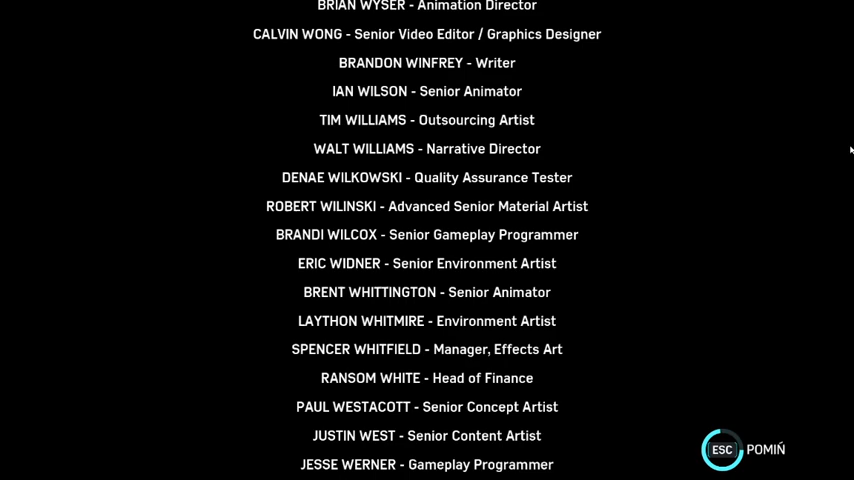 BRIAN WYSER - Animation Director
CALVIN WONG - Senior Video Editor / Graphics Designer
BRANDON WINFREY - Writer
IAN WILSON - Senior Animator
TIM WILLIAMS - Outsourcing Artist
WALT WILLIAMS - Narrative Director
DENAE WILKOWSKI - Quality Assurance Tester
ROBERT WILINSKI - Advanced Senior Material Artist
BRANDI WILCOX - Senior Gameplay Programmer
ERIC WIDNER - Senior Environment Artist
BRENT WHITTINGTON - Senior Animator
LAYTHON WHITMIRE - Environment Artist
SPENCER WHITFIELD - Manager, Effects Art
RANSOM WHITE - Head of Finance
PAUL WESTACOTT - Senior Concept Artist
JUSTIN WEST - Senior Content Artist
ESC POMIŃ
JESSE WERNER - Gameplay Programmer